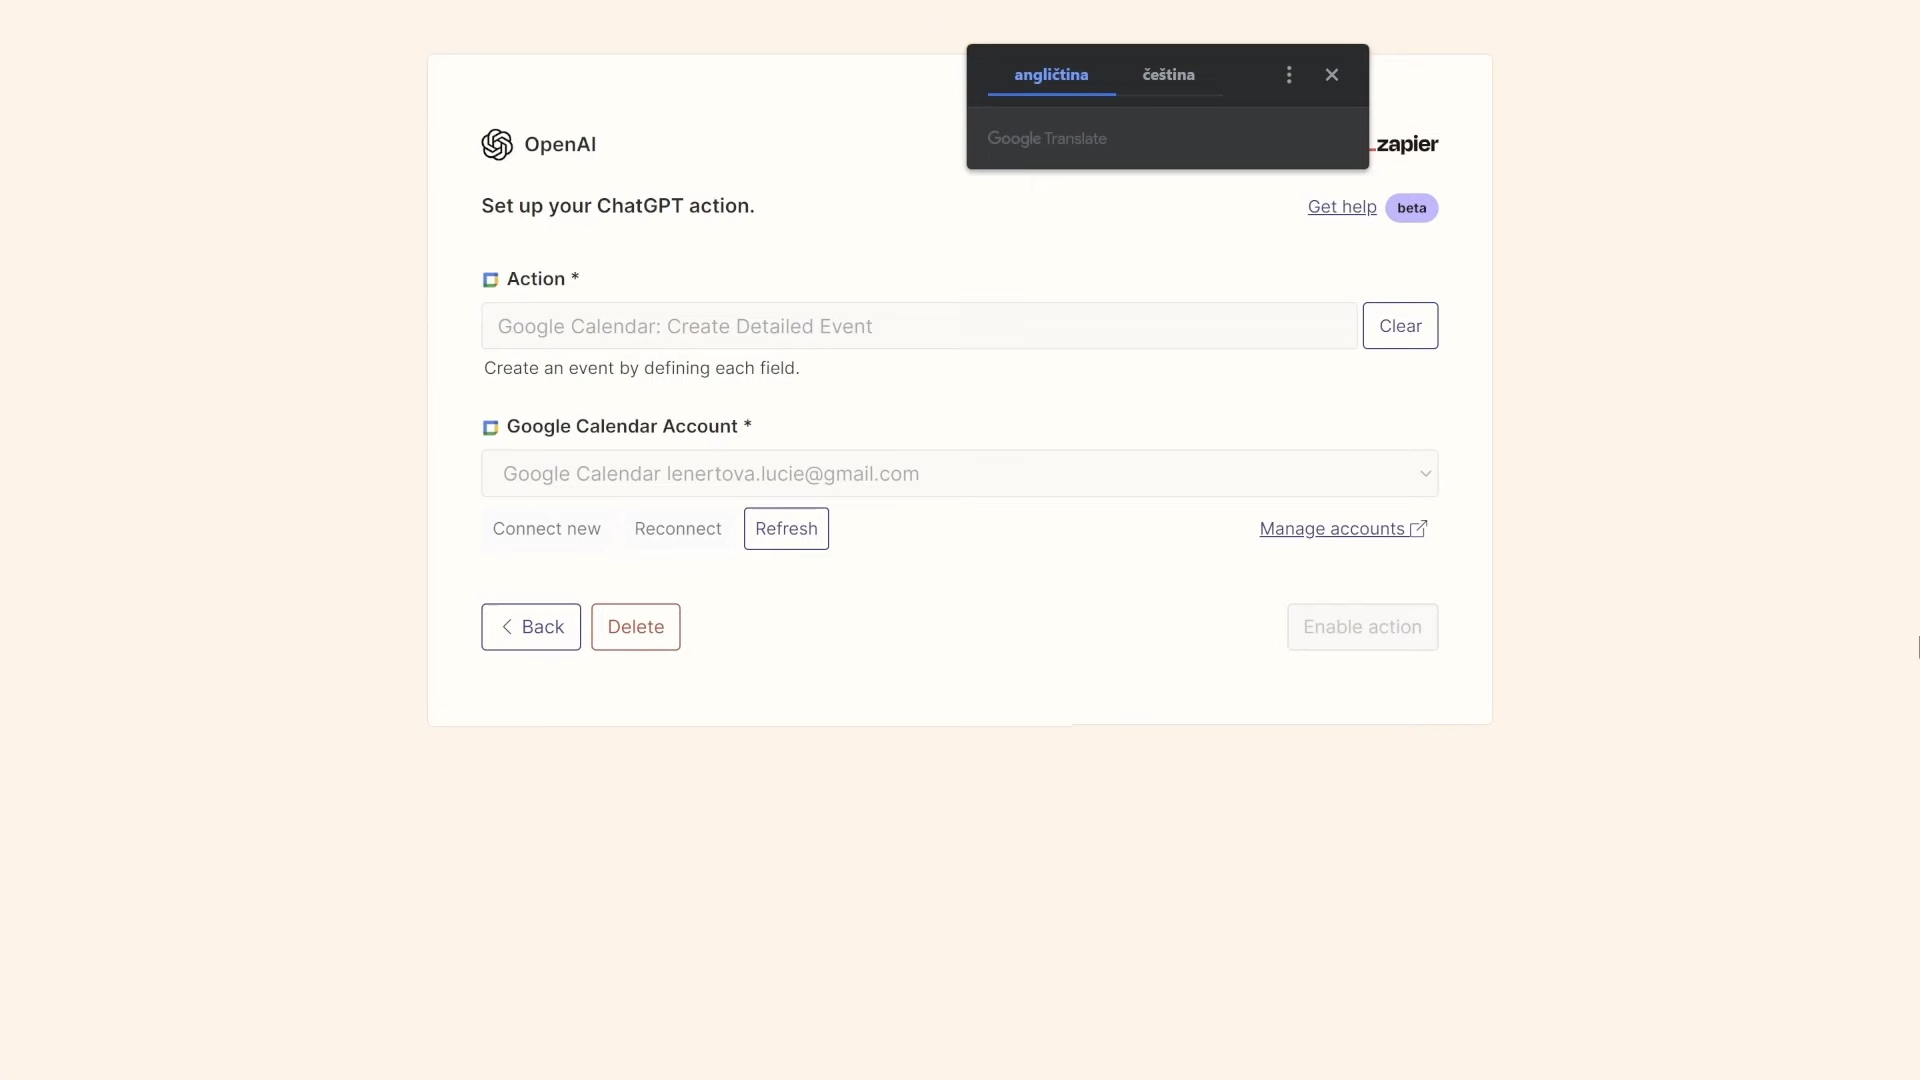 angličtina
čeština
Google Translate
OpenAI
zapier
Set up your ChatGPT action.
Get help
beta
Action *
Google Calendar: Create Detailed Event
Clear
Create an event by defining each field.
Google Calendar Account *
Google Calendar lenertova.lucie@gmail.com
Connect new
Reconnect
Refresh
Manage accounts
Back
Delete
Enable action